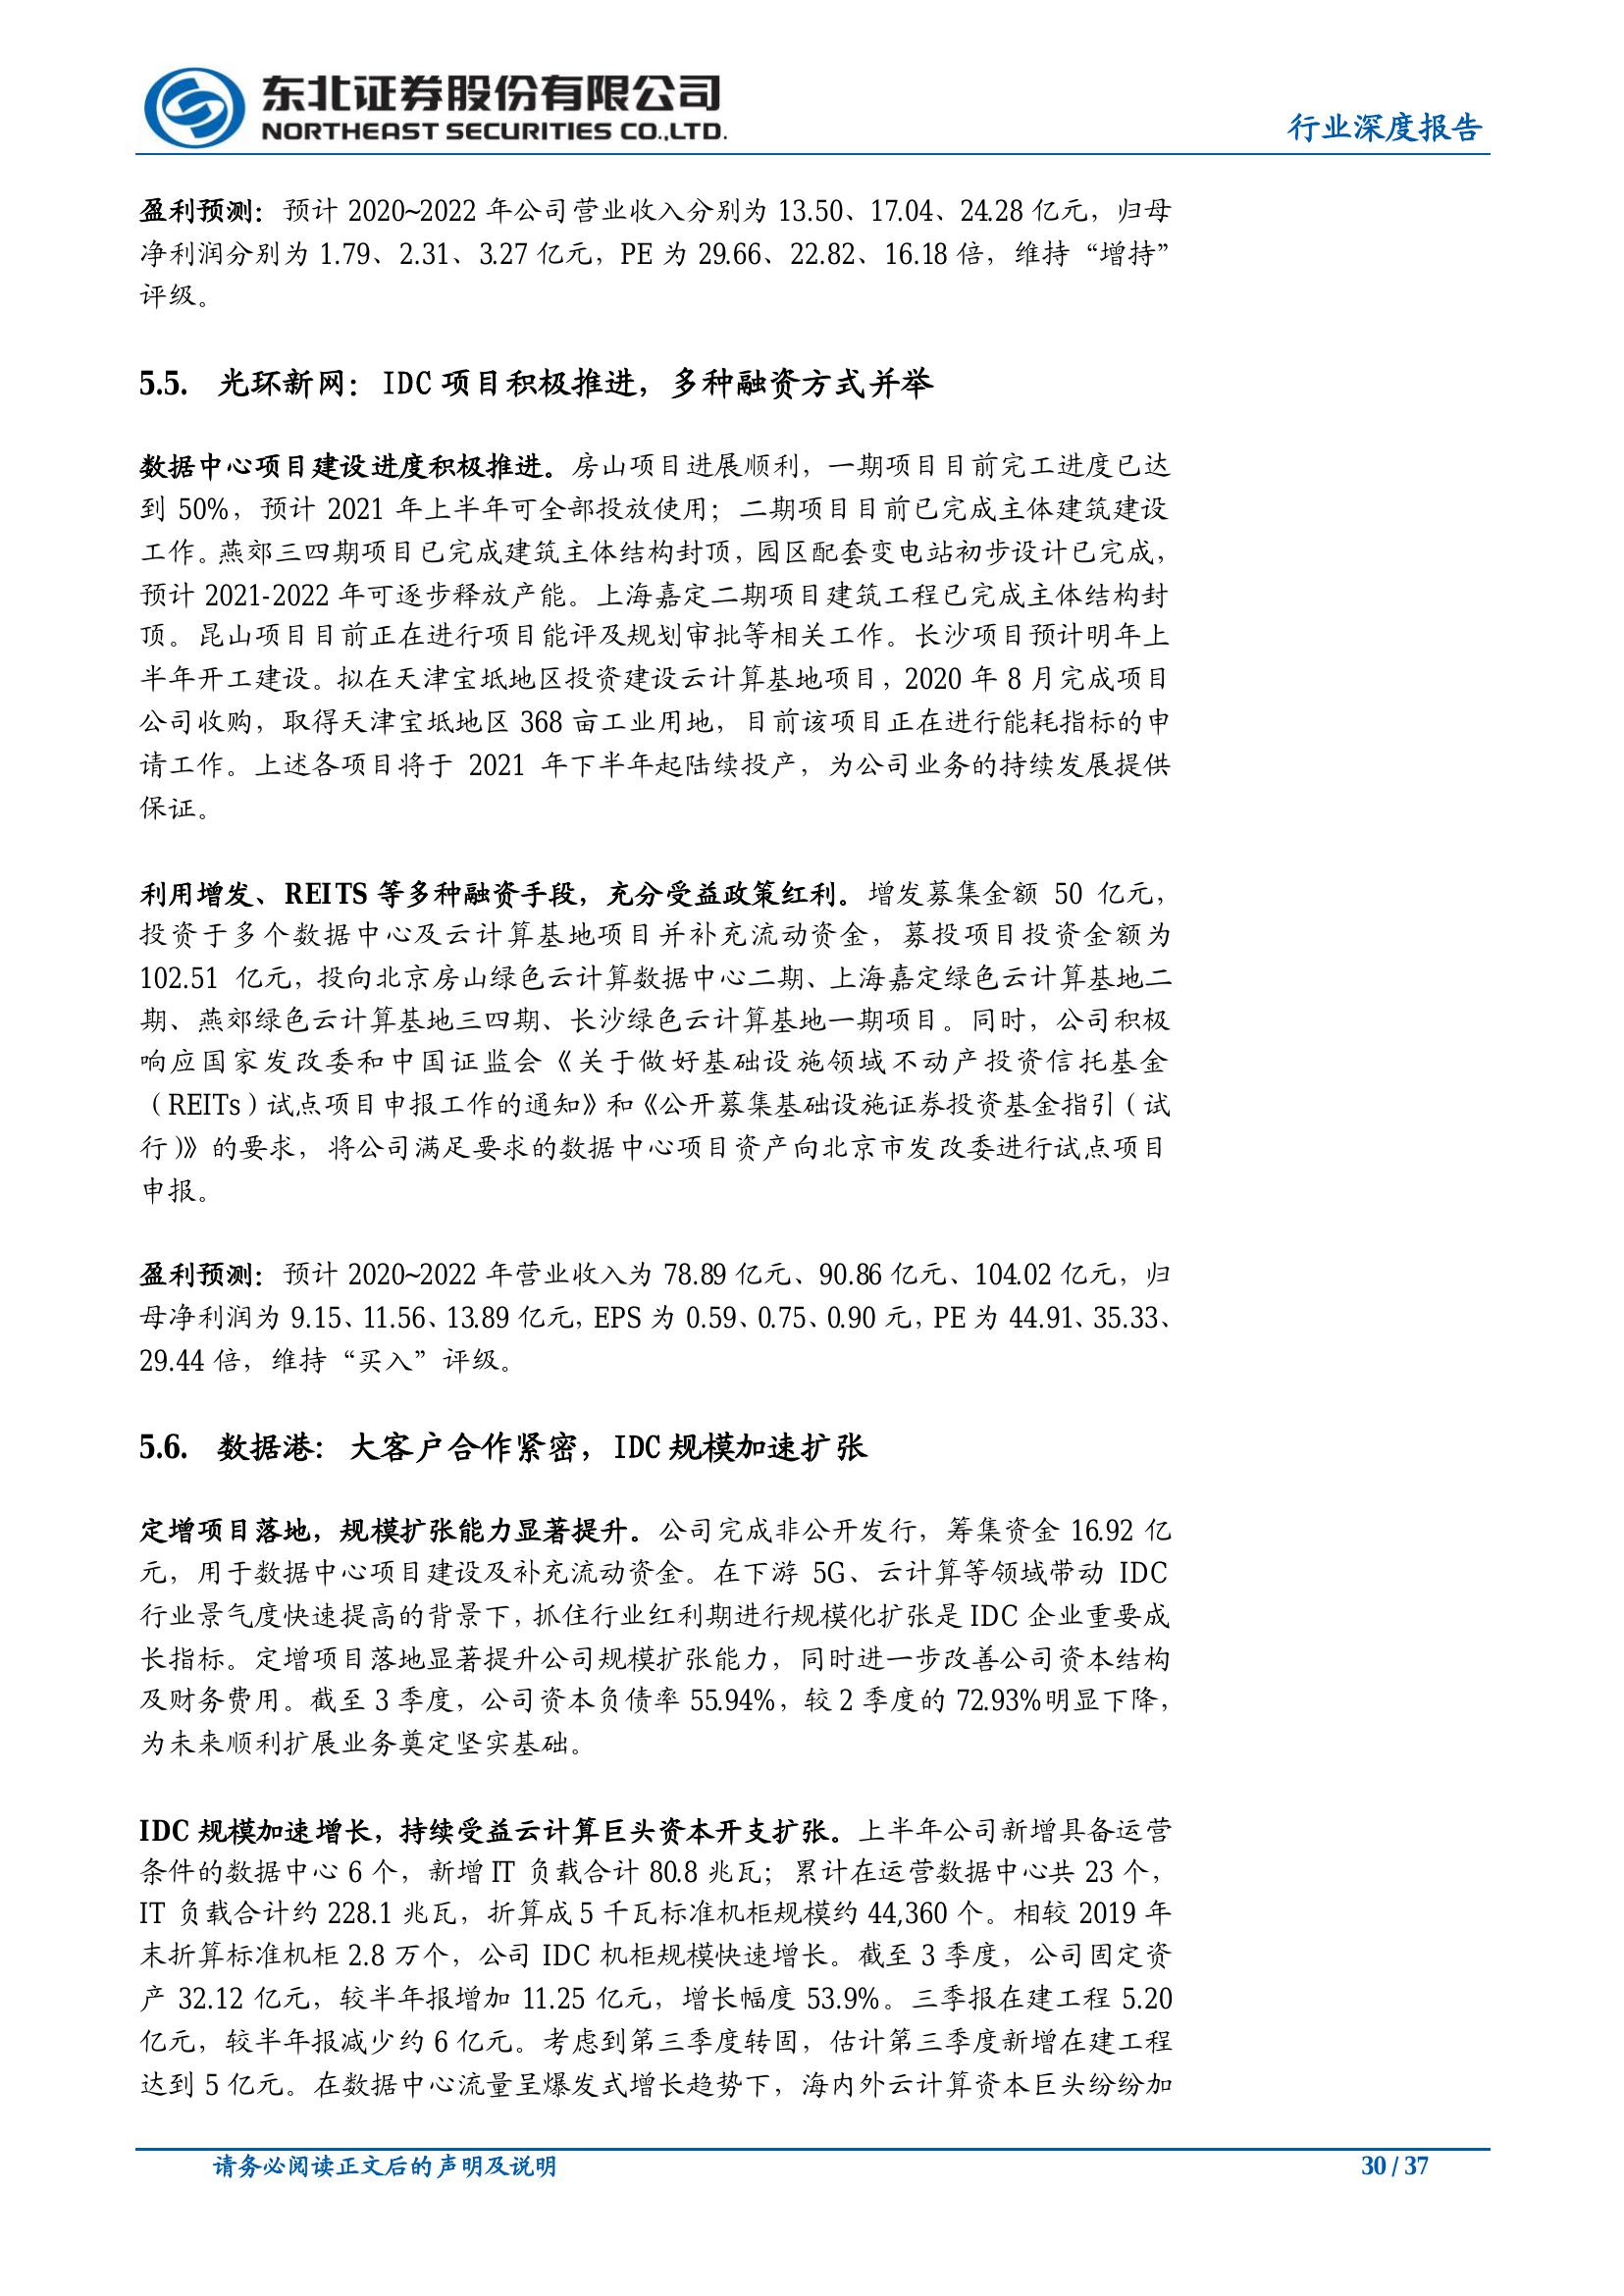 东北证券股份有限公司
NORTHEAST SECURITIES CO.,LTD.
行业深度报告
盈利预测：预计 2020~2022 年公司营业收入分别为 13.50、17.04、24.28 亿元，归母
净利润分别为 1.79、2.31、3.27 亿元，PE 为 29.66、22.82、16.18 倍，维持“增持”
评级。
5.5. 光环新网：IDC 项目积极推进，多种融资方式并举
数据中心项目建设进度积极推进。房山项目进展顺利，一期项目目前完工进度已达
到 50%，预计 2021 年上半年可全部投放使用；二期项目目前已完成主体建筑建设
工作。燕郊三四期项目已完成建筑主体结构封顶，园区配套变电站初步设计已完成，
预计 2021-2022 年可逐步释放产能。上海嘉定二期项目建筑工程已完成主体结构封
顶。昆山项目目前正在进行项目能评及规划审批等相关工作。长沙项目预计明年上
半年开工建设。拟在天津宝坻地区投资建设云计算基地项目，2020 年 8 月完成项目
公司收购，取得天津宝坻地区 368 亩工业用地，目前该项目正在进行能耗指标的申
请工作。上述各项目将于 2021 年下半年起陆续投产，为公司业务的持续发展提供
保证。
利用增发、REITS 等多种融资手段，充分受益政策红利。增发募集金额 50 亿元，
投资于多个数据中心及云计算基地项目并补充流动资金，募投项目投资金额为
102.51 亿元，投向北京房山绿色云计算数据中心二期、上海嘉定绿色云计算基地二
期、燕郊绿色云计算基地三四期、长沙绿色云计算基地一期项目。同时，公司积极
响应国家发改委和中国证监会《关于做好基础设施领域不动产投资信托基金
（REITs）试点项目申报工作的通知》和《公开募集基础设施证券投资基金指引（试
行）》的要求，将公司满足要求的数据中心项目资产向北京市发改委进行试点项目
申报。
盈利预测：预计 2020~2022 年营业收入为 78.89 亿元、90.86 亿元、104.02 亿元，归
母净利润为 9.15、11.56、13.89 亿元，EPS 为 0.59、0.75、0.90 元，PE 为 44.91、35.33、
29.44 倍，维持“买入”评级。
5.6. 数据港：大客户合作紧密，IDC 规模加速扩张
定增项目落地，规模扩张能力显著提升。公司完成非公开发行，筹集资金 16.92 亿
元，用于数据中心项目建设及补充流动资金。在下游 5G、云计算等领域带动 IDC
行业景气度快速提高的背景下，抓住行业红利期进行规模化扩张是 IDC 企业重要成
长指标。定增项目落地显著提升公司规模扩张能力，同时进一步改善公司资本结构
及财务费用。截至 3 季度，公司资本负债率 55.94%，较 2 季度的 72.93%明显下降，
为未来顺利扩展业务奠定坚实基础。
IDC 规模加速增长，持续受益云计算巨头资本开支扩张。上半年公司新增具备运营
条件的数据中心 6 个，新增 IT 负载合计 80.8 兆瓦；累计在运营数据中心共 23 个，
IT 负载合计约 228.1 兆瓦，折算成 5 千瓦标准机柜规模约 44,360 个。相较 2019 年
末折算标准机柜 2.8 万个，公司 IDC 机柜规模快速增长。截至 3 季度，公司固定资
产 32.12 亿元，较半年报增加 11.25 亿元，增长幅度 53.9%。三季报在建工程 5.20
亿元，较半年报减少约 6 亿元。考虑到第三季度转固，估计第三季度新增在建工程
达到 5 亿元。在数据中心流量呈爆发式增长趋势下，海内外云计算资本巨头纷纷加
请务必阅读正文后的声明及说明
30 / 37